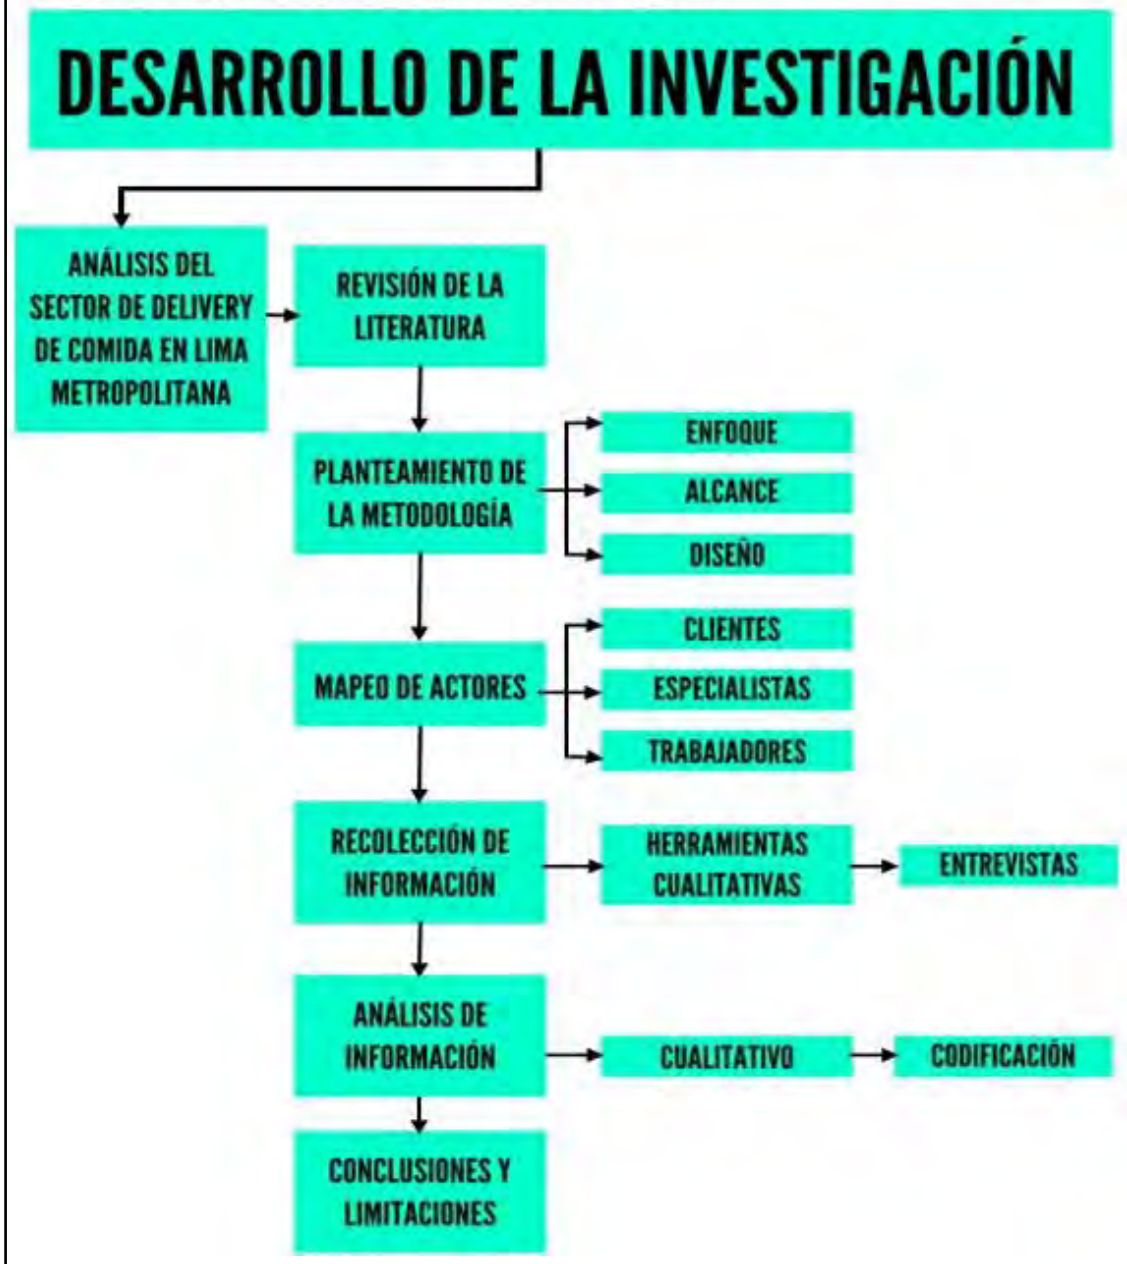 DESARROLLO DE LA INVESTIGACIÓN
ANÁLISIS DEL
SECTOR DE DELIVERY
DE COMIDA EN LIMA
METROPOLITANA
REVISIÓN DE LA
LITERATURA
PLANTEAMIENTO DE
LA METODOLOGÍA
ENFOQUE
ALCANCE
DISEÑO
MAPEO DE ACTORES
CLIENTES
ESPECIALISTAS
TRABAJADORES
RECOLECCIÓN DE
INFORMACIÓN
HERRAMIENTAS
CUALITATIVAS
ENTREVISTAS
ANÁLISIS DE
INFORMACIÓN
CUALITATIVO
CODIFICACIÓN
CONCLUSIONES Y
LIMITACIONES